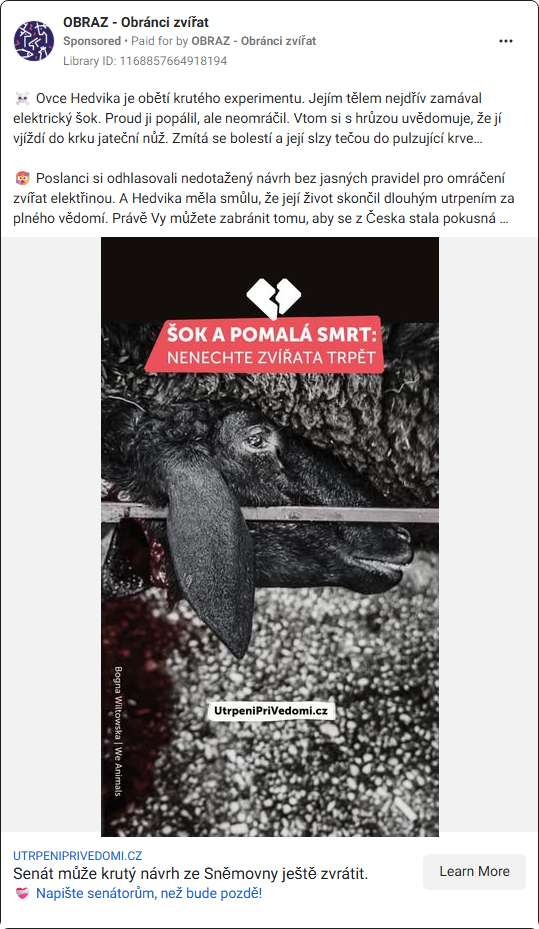 OBRAZ - Obránci zvířat
Sponsored • Paid for by OBRAZ - Obránci zvířat
Library ID: 1168857664918194
☠️ Ovce Hedvika je obětí krutého experimentu. Jejím tělem nejdřív zamával
elektrický šok. Proud ji popálil, ale neomráčil. Vtom si s hrůzou uvědomuje, že jí
vjíždí do krku jateční nůž. Zmítá se bolestí a její slzy tečou do pulzující krve…
🥵 Poslanci si odhlasovali nedotažený návrh bez jasných pravidel pro omráčení
zvířat elektřinou. A Hedvika měla smůlu, že její život skončil dlouhým utrpením za
plného vědomí. Právě Vy můžete zabránit tomu, aby se z Česka stala pokusná …
ŠOK A POMALÁ SMRT:
NENECHTE ZVÍŘATA TRPĚT
UtrpeniPriVedomi.cz
Bogna Wiltowska | We Animals
UTRPENIPRIVEDOMI.CZ
Senát může krutý návrh ze Sněmovny ještě zvrátit.
💝 Napište senátorům, než bude pozdě!
Learn More